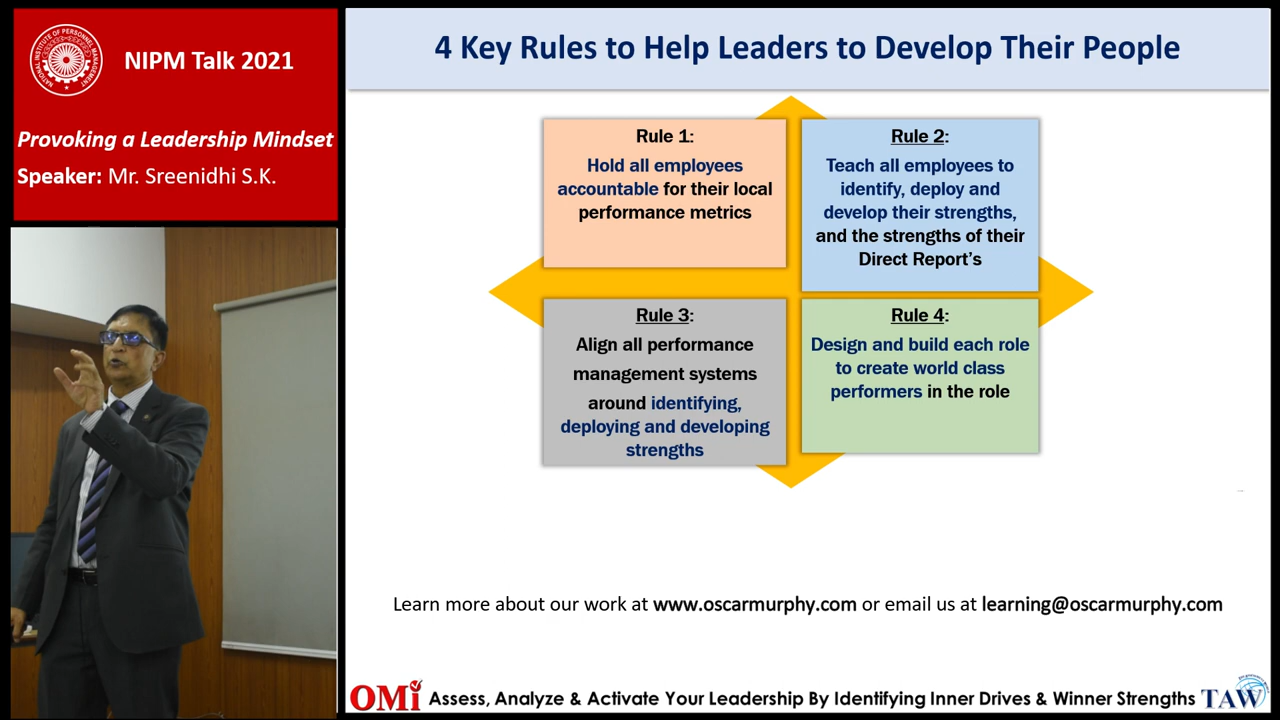 NATIONAL INSTITUTE OF PERSONNEL MANAGEMENT
NIPM Talk 2021
Provoking a Leadership Mindset
Speaker: Mr. Sreenidhi S.K.
4 Key Rules to Help Leaders to Develop Their People
Rule 1:
Hold all employees
accountable for their local
performance metrics
Rule 2:
Teach all employees to
identify, deploy and
develop their strengths,
and the strengths of their
Direct Report’s
Rule 3:
Align all performance
management systems
around identifying,
deploying and developing
strengths
Rule 4:
Design and build each role
to create world class
performers in the role
Learn more about our work at www.oscarmurphy.com or email us at learning@oscarmurphy.com
OMi Assess, Analyze & Activate Your Leadership By Identifying Inner Drives & Winner Strengths TAW